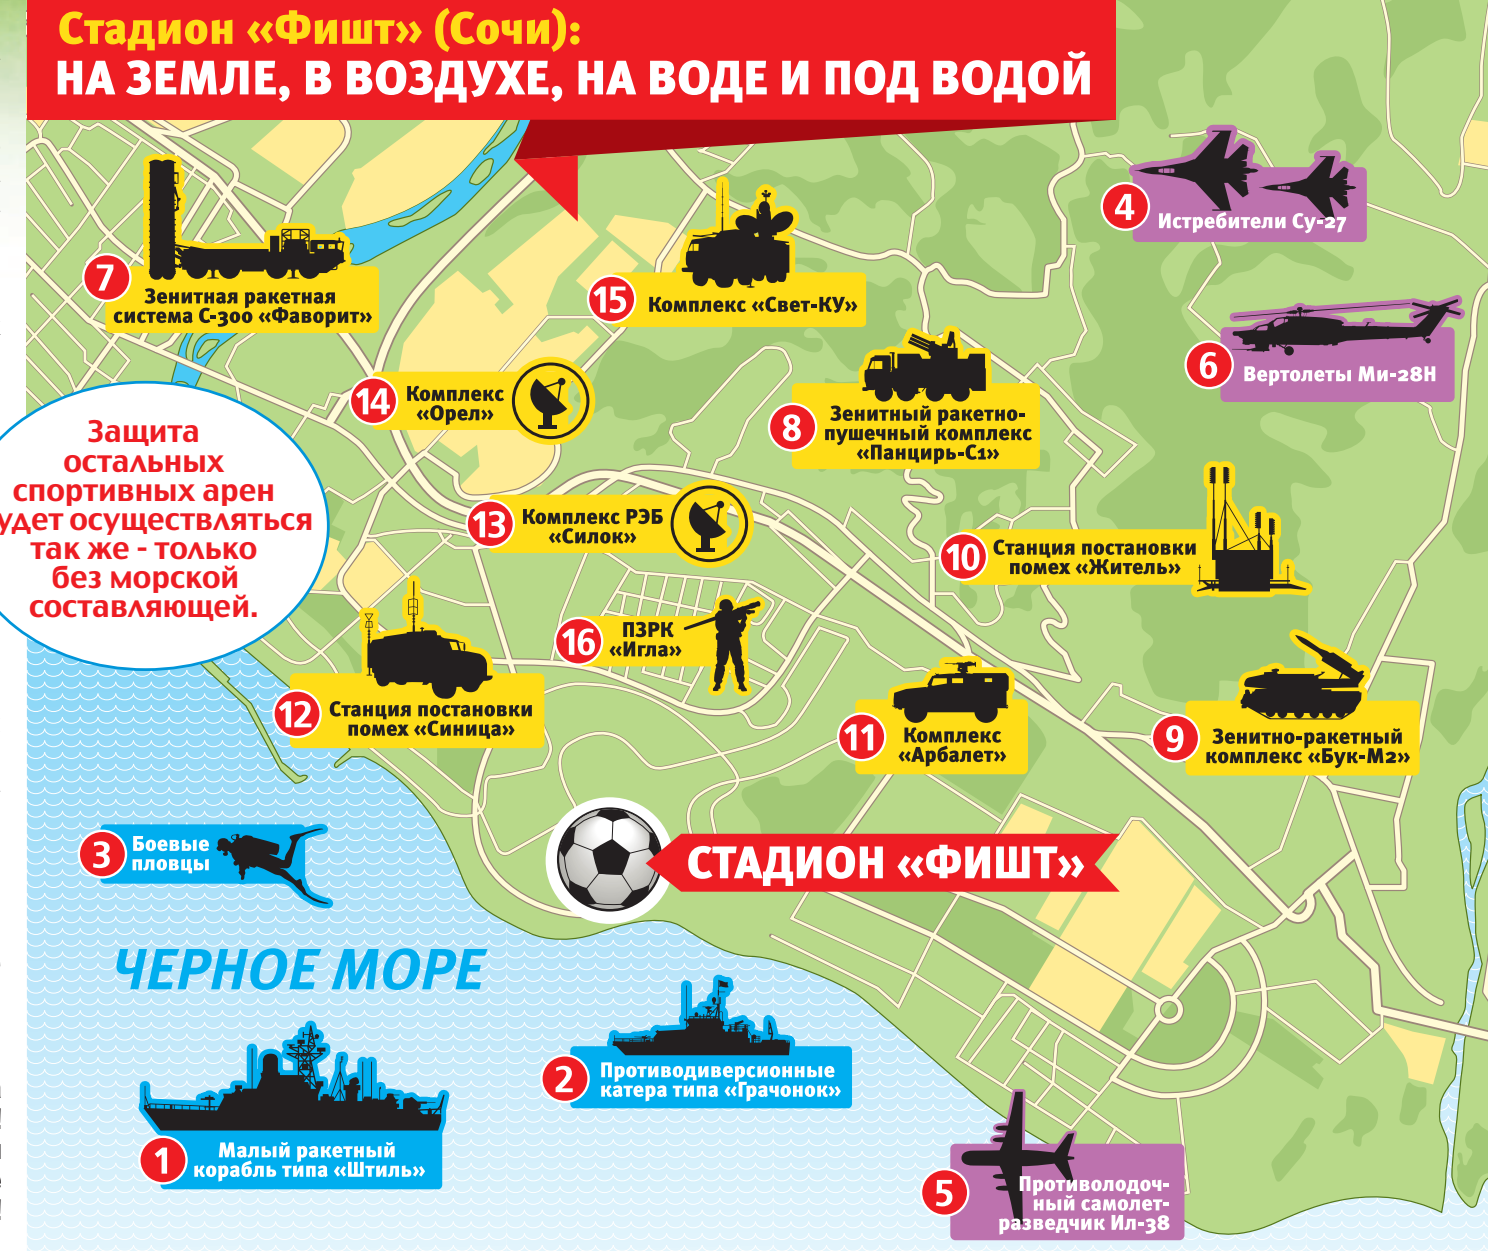 Стадион «Фишт» (Сочи):
НА ЗЕМЛЕ, В ВОЗДУХЕ, НА ВОДЕ И ПОД ВОДОЙ
4
Истребители Су-27
7
Зенитная ракетная
система С-300 «Фаворит»
15
Комплекс «Свет-КУ»
6
Вертолеты Ми-28Н
14
Комплекс
«Орел»
8
Зенитный ракетно-
пушечный комплекс
«Панцирь-С1»
Защита
остальных
спортивных арен
удет осуществляться
так же - только
без морской
составляющей.
13
Комплекс РЭБ
«Силок»
10
Станция постановки
помех «Житель»
16
ПЗРК
«Игла»
12
Станция постановки
помех «Синица»
11
Комплекс
«Арбалет»
9
Зенитно-ракетный
комплекс «Бук-М2»
3
Боевые
пловцы
СТАДИОН «ФИШТ»
ЧЕРНОЕ МОРЕ
2
Противодиверсионные
катера типа «Грачонок»
1
Малый ракетный
корабль типа «Штиль»
5
Противолодоч-
ный самолет-
разведчик Ил-38